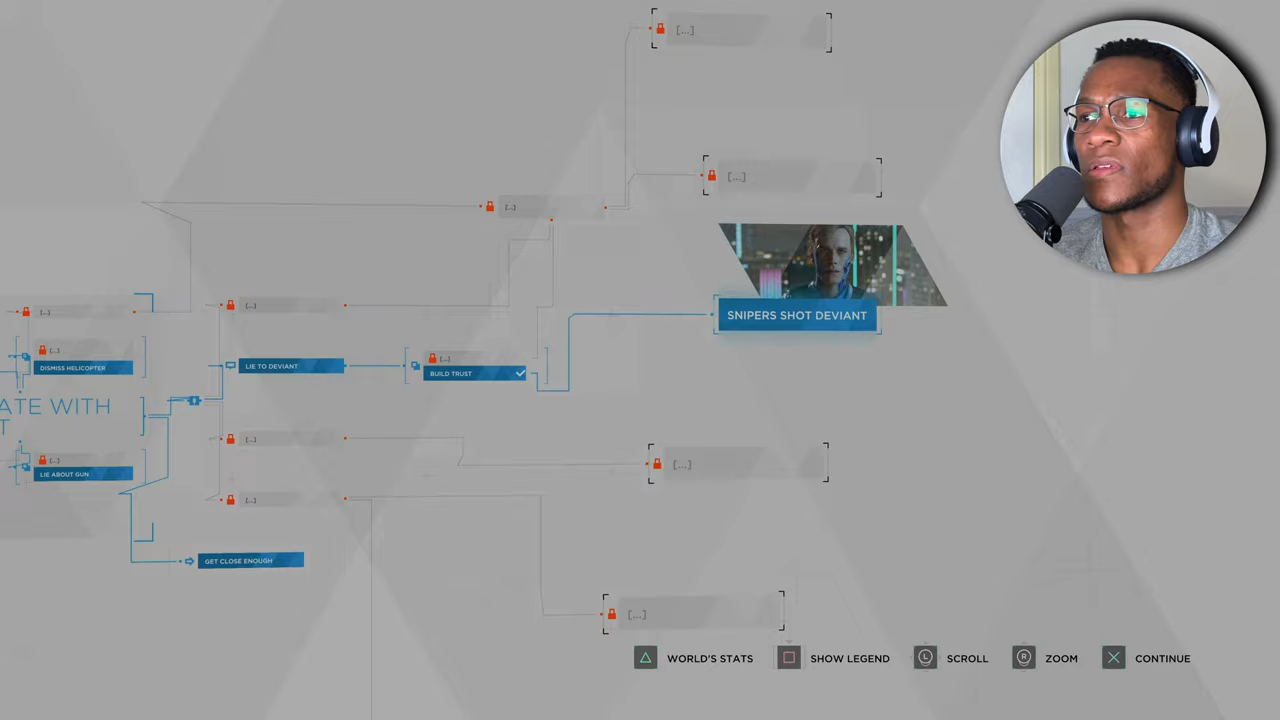 [...]
[...]
[...]
SNIPERS SHOT DEVIANT
[...]
[...]
[...]
DISMISS HELICOPTER
LIE TO DEVIANT
[...]
BUILD TRUST
ATE WITH
T
[...]
[...]
LIE ABOUT GUN
[...]
[...]
GET CLOSE ENOUGH
[...]
WORLD'S STATS
SHOW LEGEND
L SCROLL
R ZOOM
CONTINUE